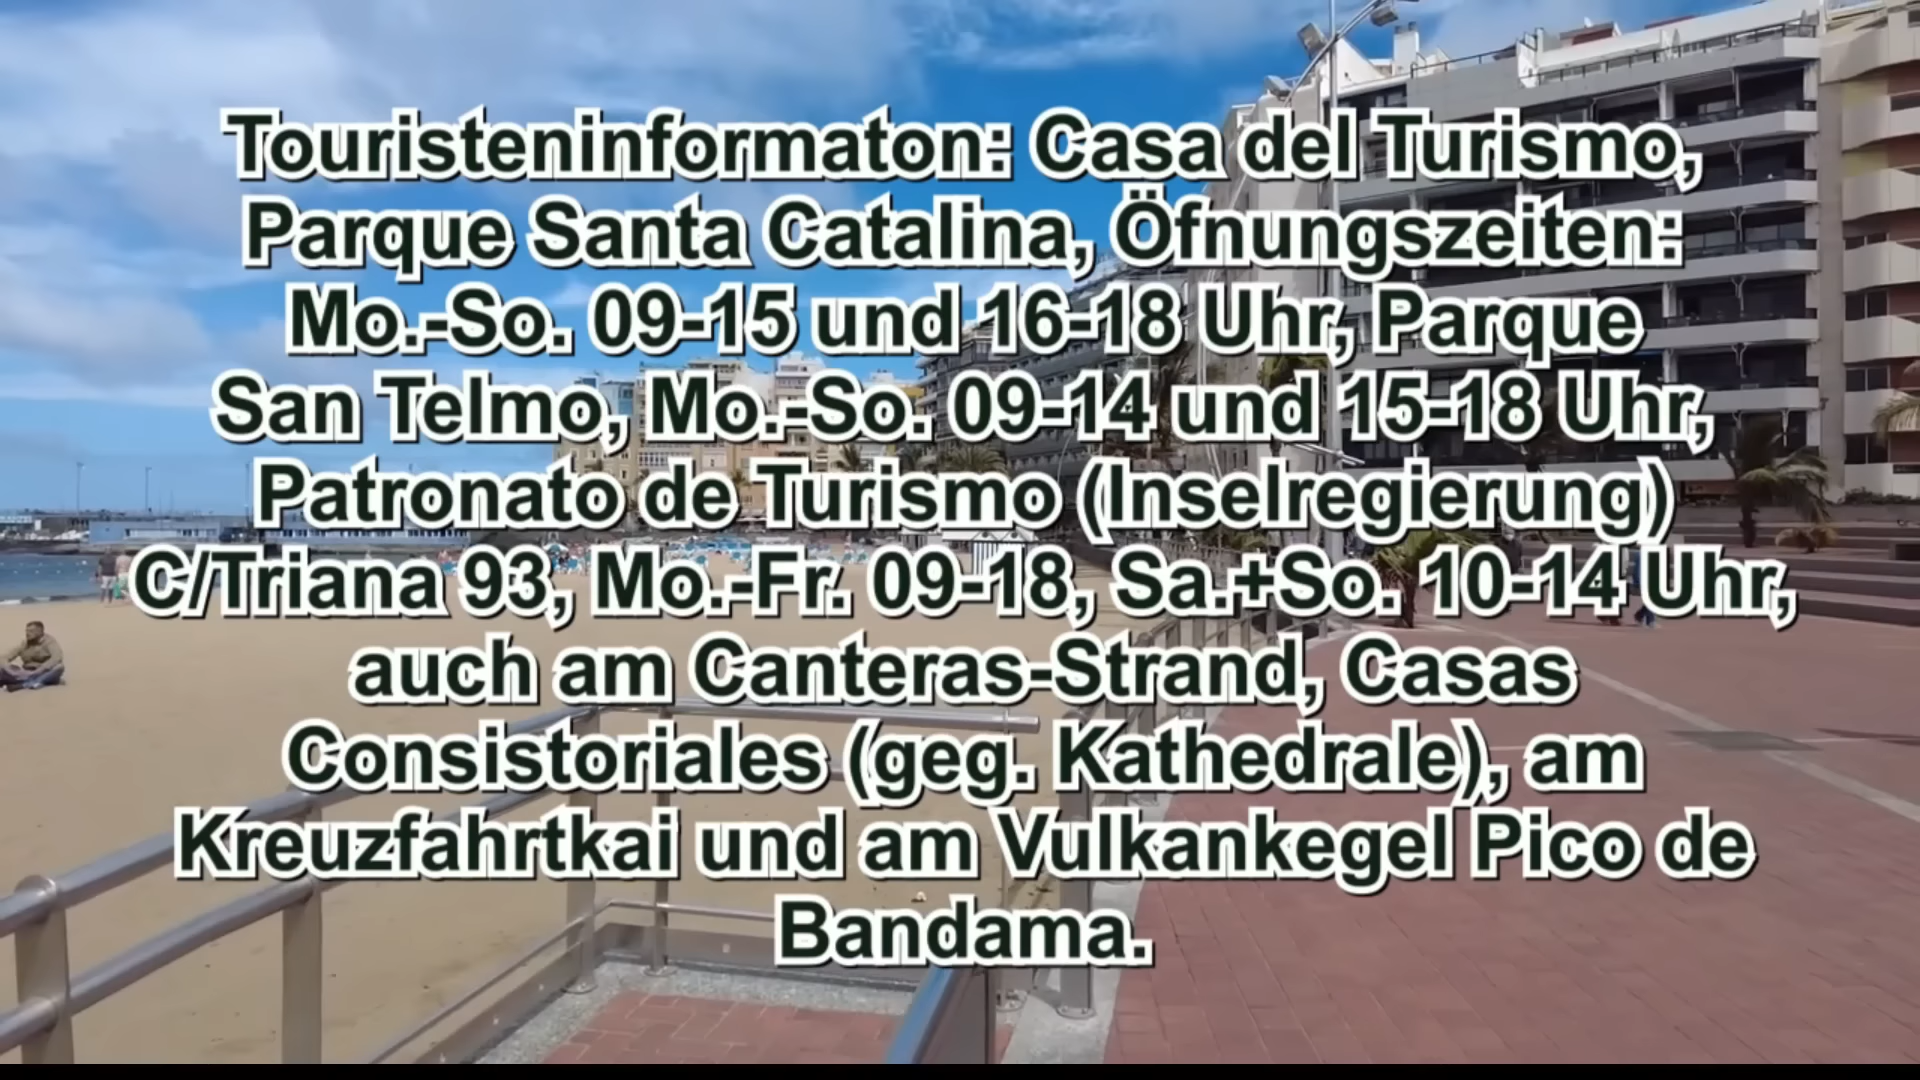 Touristeninformaton: Casa del Turismo,
Parque Santa Catalina, Öfnungszeiten:
Mo.-So. 09-15 und 16-18 Uhr, Parque
San Telmo, Mo.-So. 09-14 und 15-18 Uhr,
Patronato de Turismo (Inselregierung)
C/Triana 93, Mo.-Fr. 09-18, Sa.+So. 10-14 Uhr,
auch am Canteras-Strand, Casas
Consistoriales (geg. Kathedrale), am
Kreuzfahrtkai und am Vulkankegel Pico de
Bandama.